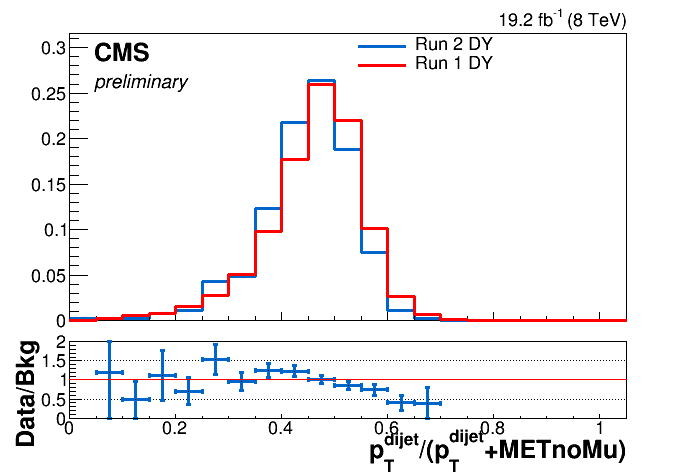 19.2 fb⁻¹ (8 TeV)
CMS
preliminary
Run 2 DY
Run 1 DY
0.3
0.25
0.2
0.15
0.1
0.05
0
Data/Bkg
2
1.5
1
0.5
0
0 0.2 0.4 0.6 0.8 1
p_T^dijet/(p_T^dijet+METnoMu)